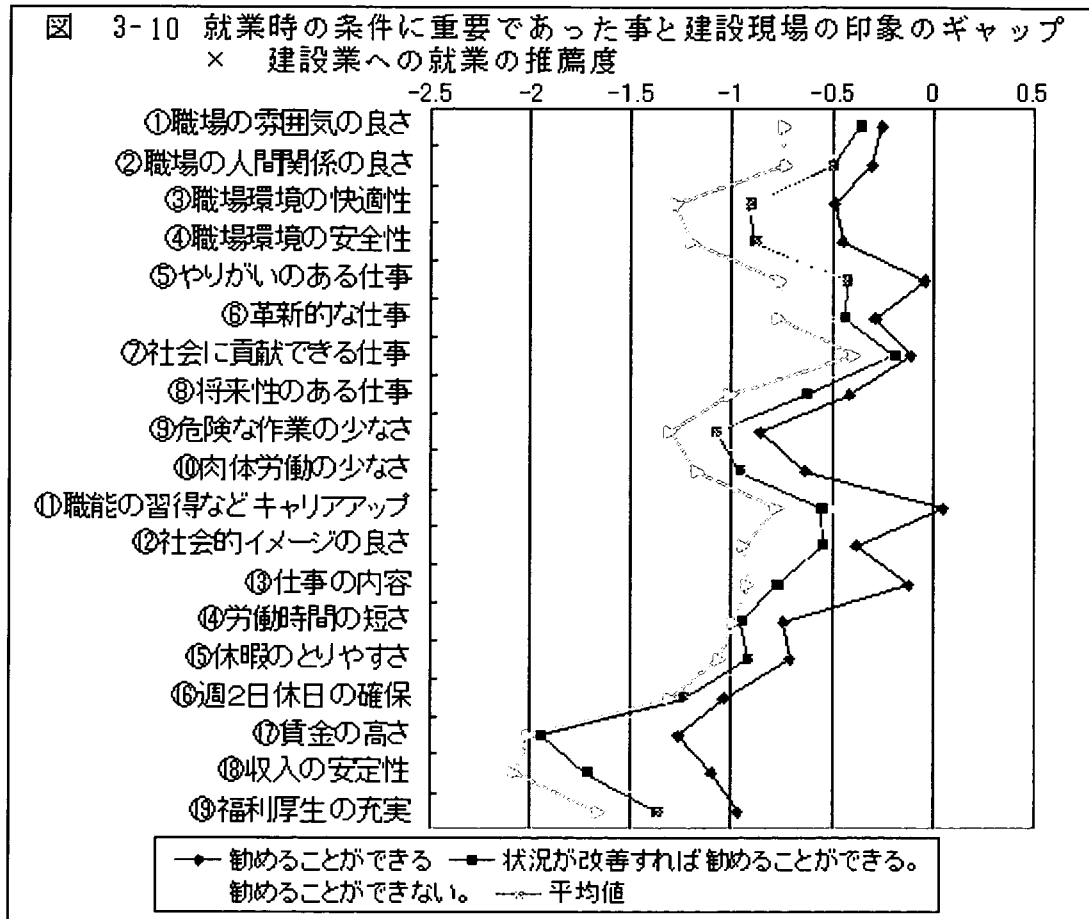 図 3-10 就業時の条件に重要であった事と建設現場の印象のギャップ
× 建設業への就業の推薦度
-2.5 -2 -1.5 -1 -0.5 0 0.5
①職場の雰囲気の良さ
②職場の人間関係の良さ
③職場環境の快適性
④職場環境の安全性
⑤やりがいのある仕事
⑥革新的な仕事
⑦社会に貢献できる仕事
⑧将来性のある仕事
⑨危険な作業の少なさ
⑩肉体労働の少なさ
⑪職能の習得などキャリアアップ
⑫社会的イメージの良さ
⑬仕事の内容
⑭労働時間の短さ
⑮休暇のとりやすさ
⑯週2日休日の確保
⑰賃金の高さ
⑱収入の安定性
⑲福利厚生の充実
勧めることができる 状況が改善すれば勧めることができる。
勧めることができない。 平均値